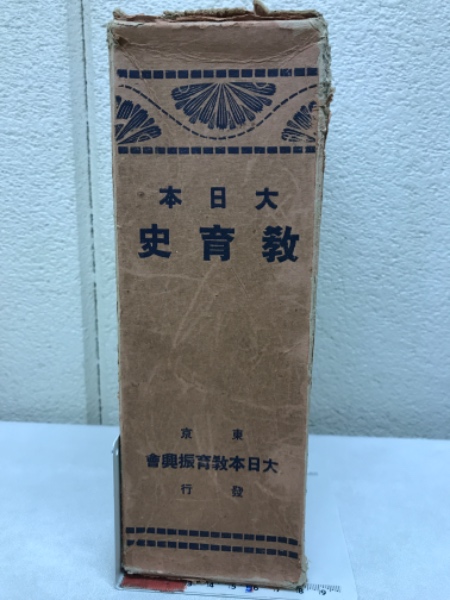 大日本
教育史
東京
大日本教育振興會
發行